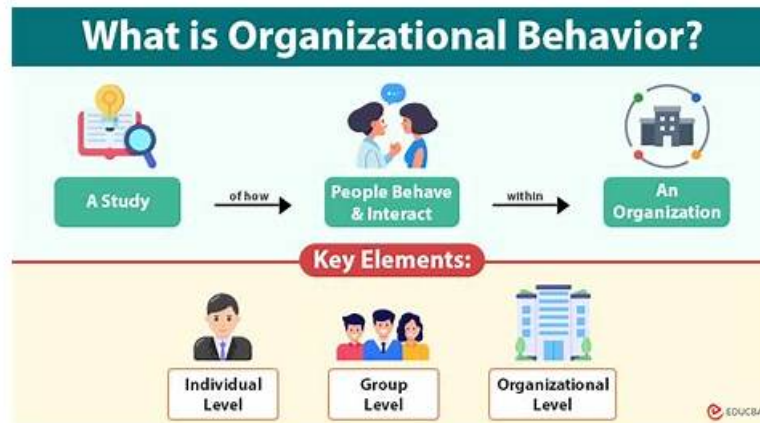 What is Organizational Behavior?
A Study
of how
People Behave
& Interact
within
An
Organization
Key Elements:
Individual
Level
Group
Level
Organizational
Level